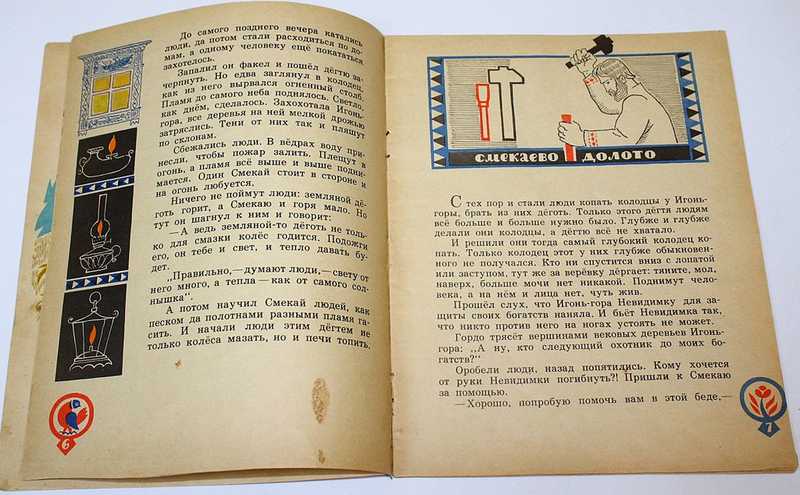 До самого позднего вечера катались
люди, да потом стали расходиться по до-
мам, а одному человеку ещё покататься
захотелось.
Запалил он факел и пошёл дёгтю за-
черпнуть. Но едва заглянул в колодец,
как из него вырвался огненный столб.
Пламя до самого неба поднялось. Светло,
как днём, сделалось. Захохотала Игонь-
гора, все деревья на ней мелкой дрожью
затряслись. Тени от них так и пляшут
по склонам.
Сбежались люди. В вёдрах воду при-
несли, чтобы пожар залить. Плещут в
огонь, а пламя всё выше и выше подни-
мается. Один Смекай стоит в стороне и
на огонь любуется.
Ничего не поймут люди: земляной дё-
готь горит, а Смекаю и горя мало. Но
тут он шагнул к ним и говорит:
—А ведь земляной-то дёготь не толь-
ко для смазки колёс годится. Подожги
его, он тебе и свет, и тепло давать бу-
дет.
„Правильно,— думают люди,— свету от
него много, а тепла—как от самого сол-
нышка".
А потом научил Смекай людей, как
песком да полотнами разными пламя га-
сить. И начали люди этим дёгтем не
только колёса мазать, но и печи топить.
6
смекаево долото
С тех пор и стали люди копать колодцы у Игонь-
горы, брать из них дёготь. Только этого дёгтя людям
всё больше и больше нужно было. Глубже и глубже
делали они колодцы, а дёгтю всё не хватало.
И решили они тогда самый глубокий колодец ко-
пать. Только колодец этот у них глубже обыкновен-
ного не получался. Кто ни спустится вниз с лопатой
или заступом, тут же за верёвку дёргает: тяните, мол,
наверх, больше мочи нет никакой. Поднимут чело-
века, а на нём и лица нет, чуть жив.
Прошёл слух, что Игонь-гора Невидимку для за-
щиты своих богатств наняла. И бьёт Невидимка так,
что никто против него на ногах устоять не может.
Гордо трясёт вершинами вековых деревьев Игонь-
гора: „А ну, кто следующий охотник до моих бо-
гатств?"
Оробели люди, назад попятились. Кому хочется
от руки Невидимки погибнуть?! Пришли к Смекаю
за помощью.
—Хорошо, попробую помочь вам в этой беде,—
7